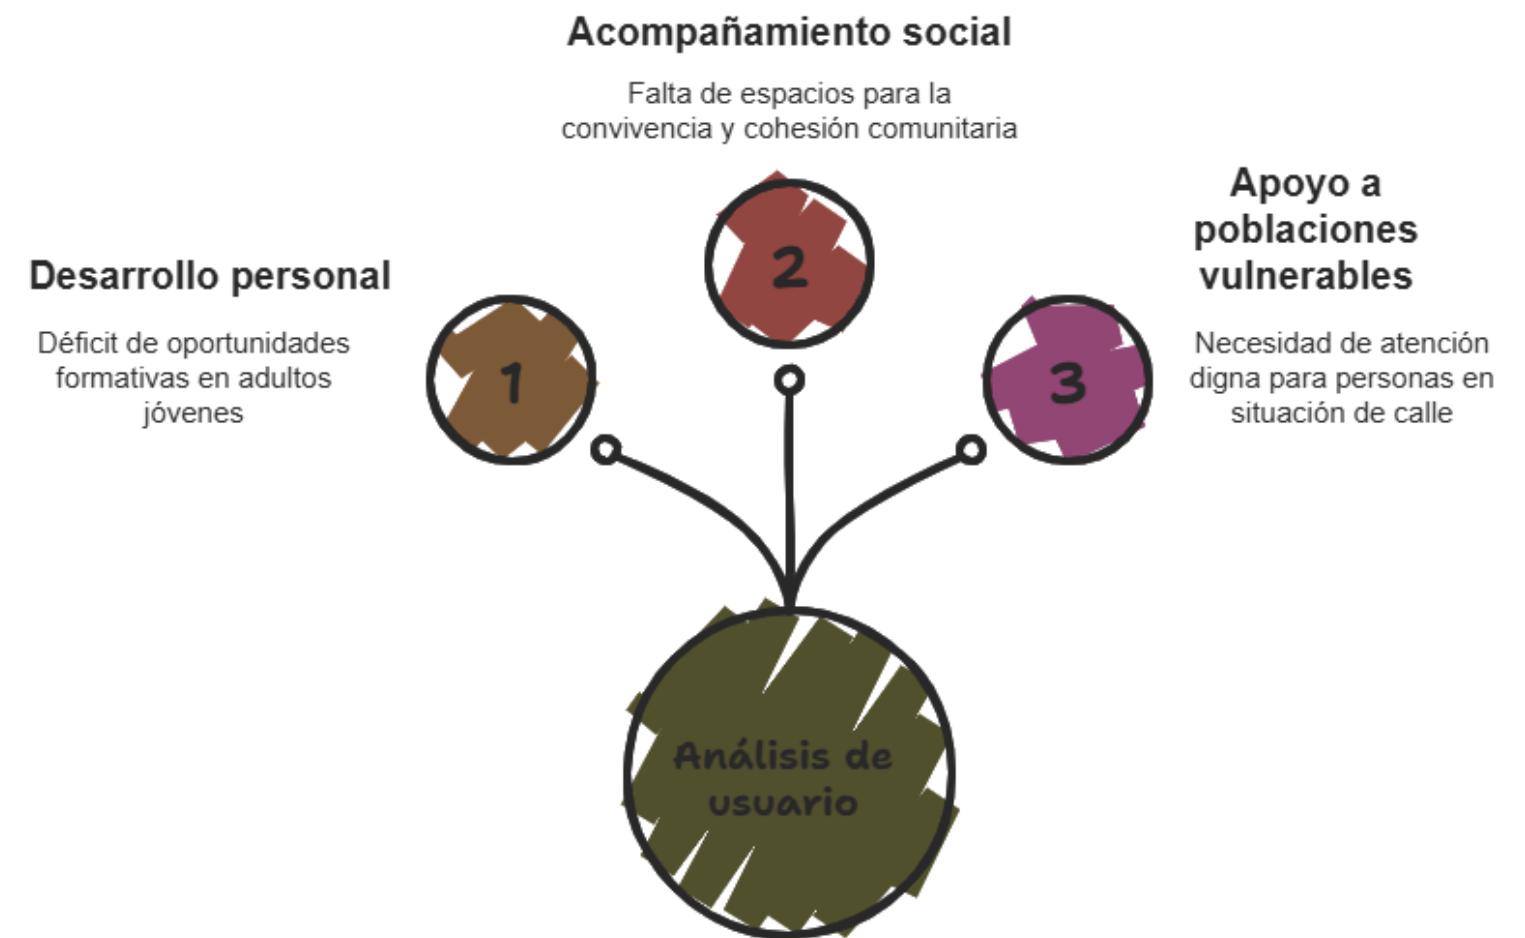 Acompañamiento social
Falta de espacios para la
convivencia y cohesión comunitaria
2
Desarrollo personal
Déficit de oportunidades
formativas en adultos
jóvenes
1
Apoyo a
poblaciones
vulnerables
Necesidad de atención
digna para personas en
situación de calle
3
Análisis de
usuario